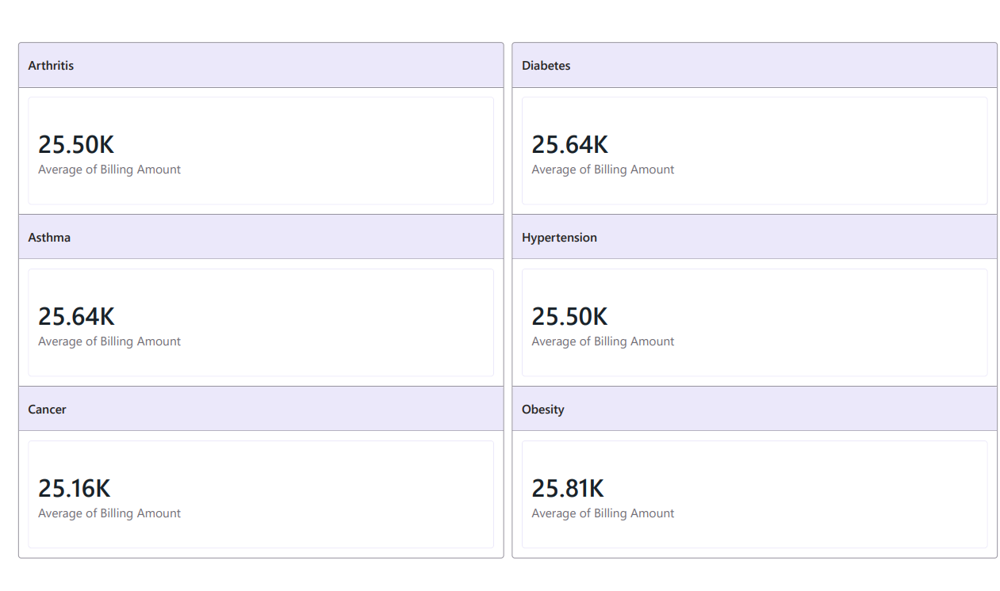 Arthritis
25.50K
Average of Billing Amount
Asthma
25.64K
Average of Billing Amount
Cancer
25.16K
Average of Billing Amount
Diabetes
25.64K
Average of Billing Amount
Hypertension
25.50K
Average of Billing Amount
Obesity
25.81K
Average of Billing Amount